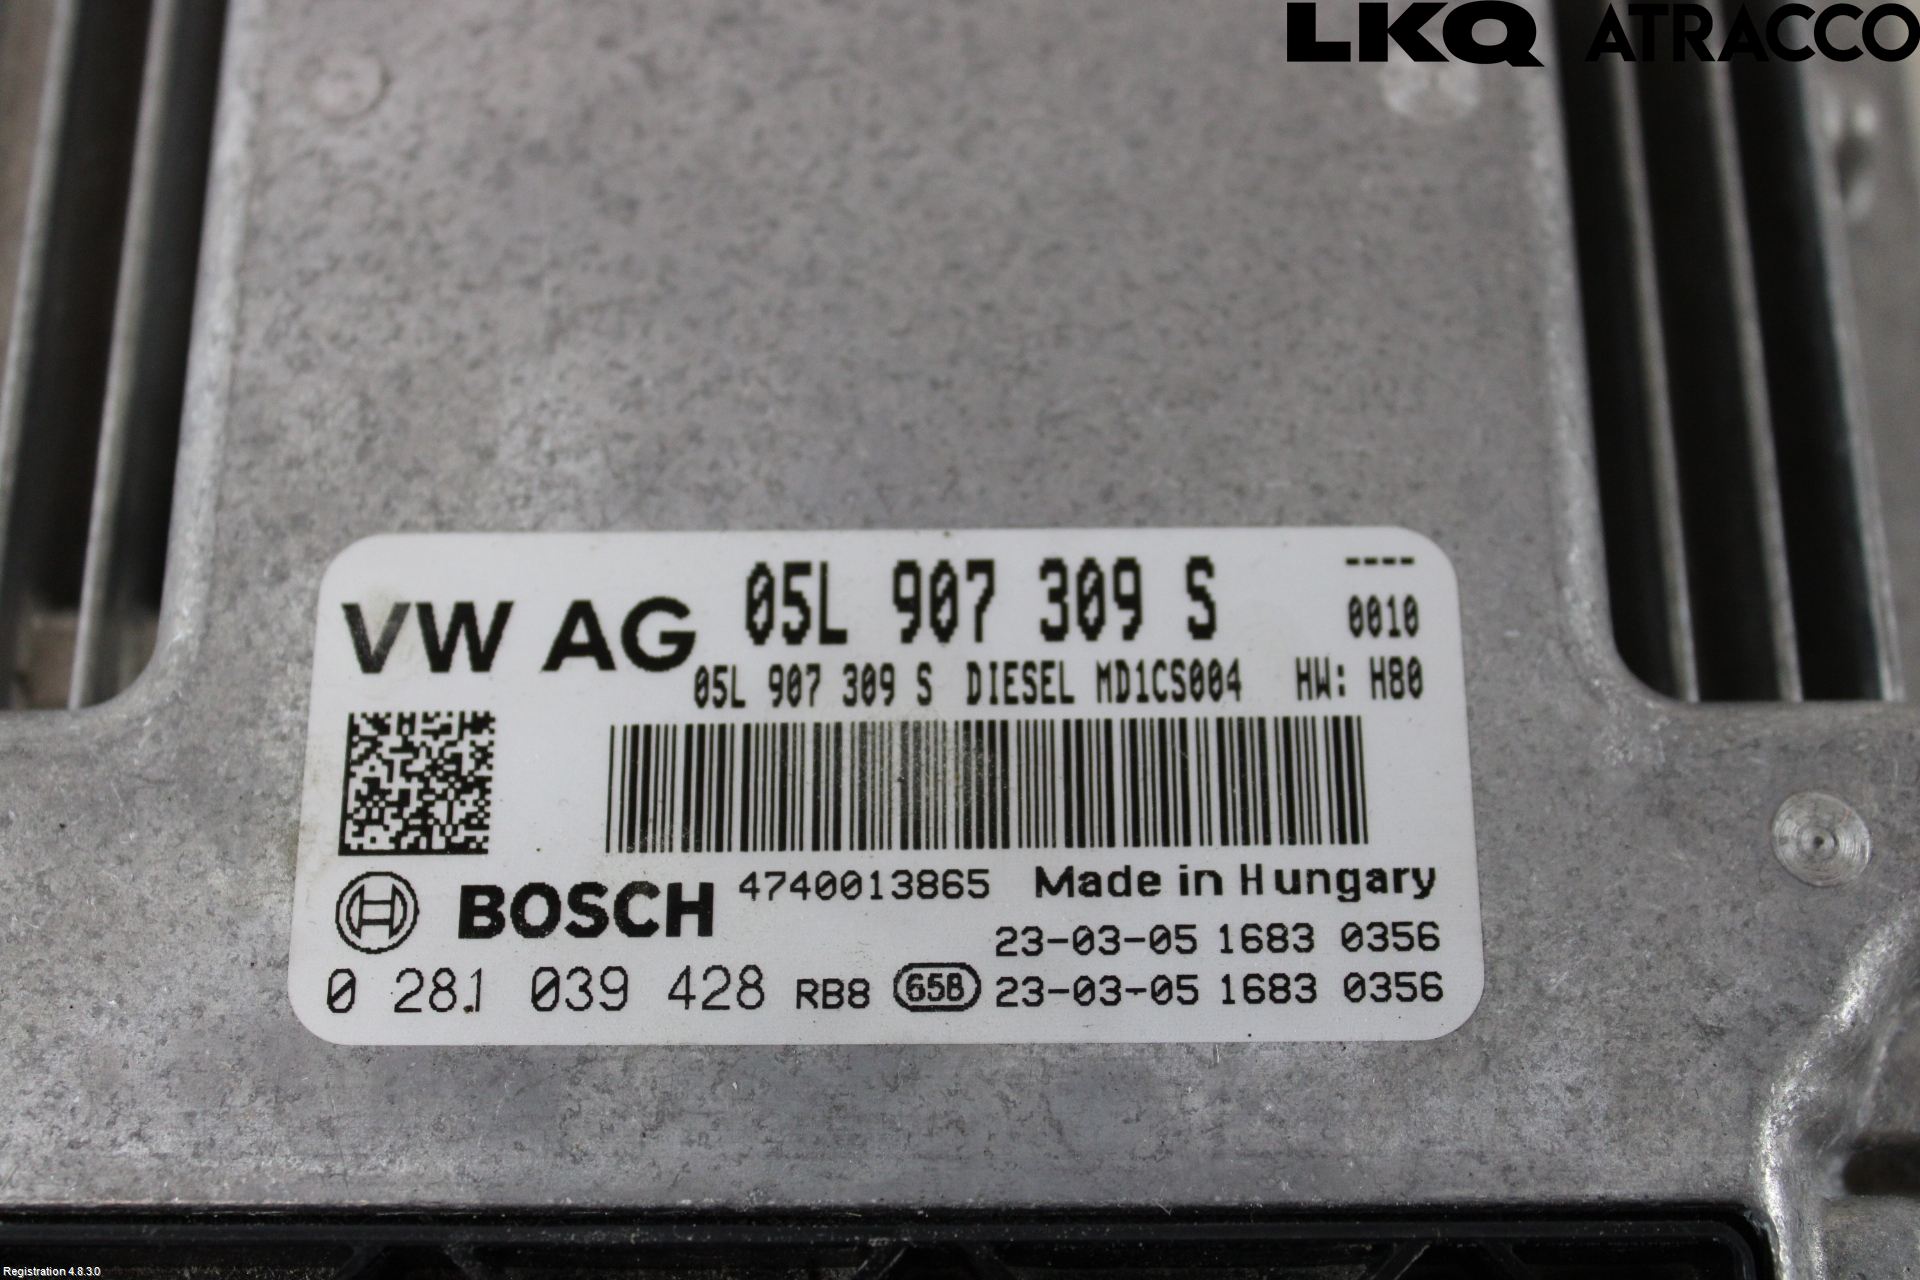 LKQ ATRACCO
VW AG 05L 907 309 S ----
0010
05L 907 309 S DIESEL MD1CS004 HW: H80
BOSCH 4740013865 Made in Hungary
23-03-05 1683 0356
0 281 039 428 RB8 65B 23-03-05 1683 0356
Registration 4.8.3.0